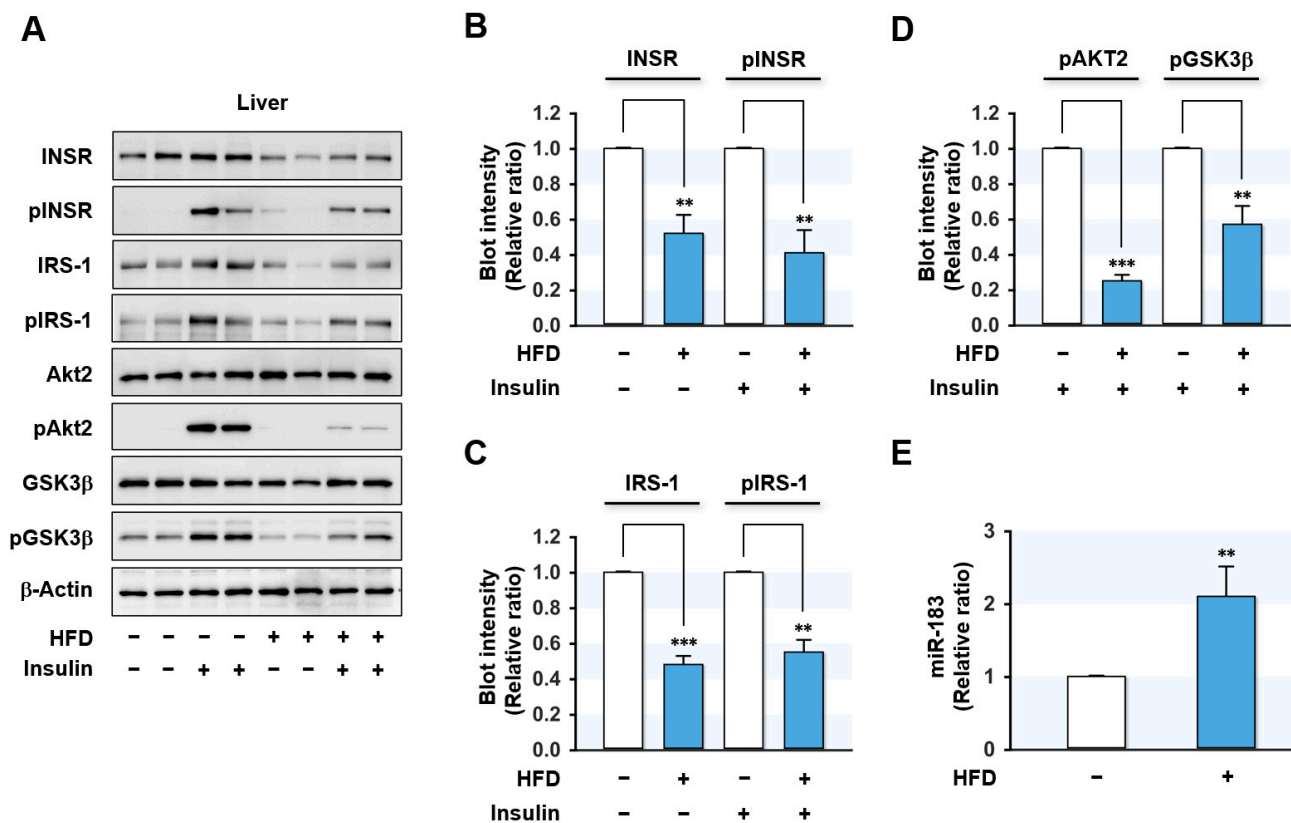 A
Liver
INSR
pINSR
IRS-1
pIRS-1
Akt2
pAkt2
GSK3β
pGSK3β
β-Actin
HFD − − − − + + + +
Insulin − − + + − − + +
B
INSR pINSR
Blot intensity
(Relative ratio)
1.2
1.0
0.8
0.6
0.4
0.2
0.0
** **
HFD − + − +
Insulin − − + +
C
IRS-1 pIRS-1
Blot intensity
(Relative ratio)
1.2
1.0
0.8
0.6
0.4
0.2
0.0
*** **
HFD − + − +
Insulin − − + +
D
pAKT2 pGSK3β
Blot intensity
(Relative ratio)
1.2
1.0
0.8
0.6
0.4
0.2
0.0
*** **
HFD − + − +
Insulin + + + +
E
miR-183
(Relative ratio)
3
2
1
0
**
HFD − +